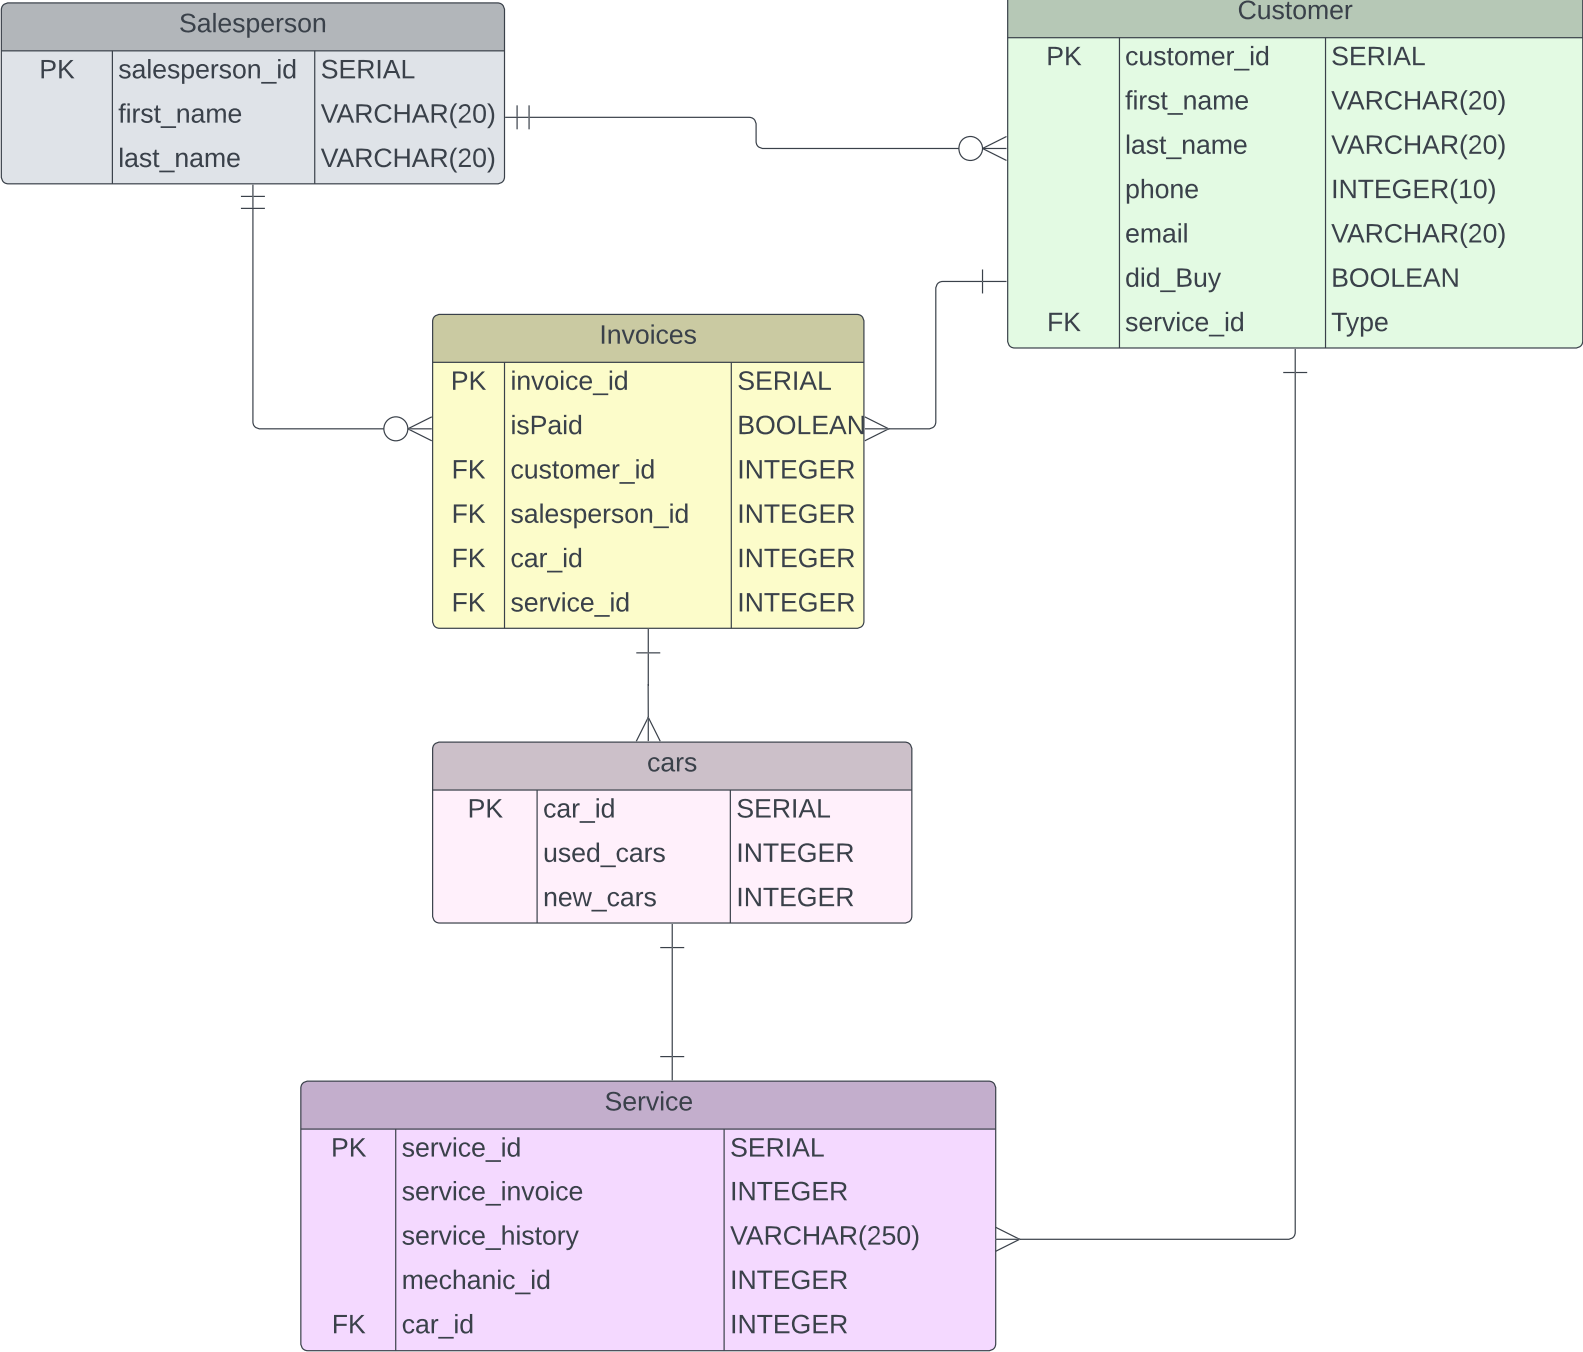 Salesperson
PK salesperson_id SERIAL
first_name VARCHAR(20)
last_name VARCHAR(20)
Customer
PK customer_id SERIAL
first_name VARCHAR(20)
last_name VARCHAR(20)
phone INTEGER(10)
email VARCHAR(20)
did_Buy BOOLEAN
FK service_id Type
Invoices
PK invoice_id SERIAL
isPaid BOOLEAN
FK customer_id INTEGER
FK salesperson_id INTEGER
FK car_id INTEGER
FK service_id INTEGER
cars
PK car_id SERIAL
used_cars INTEGER
new_cars INTEGER
Service
PK service_id SERIAL
service_invoice INTEGER
service_history VARCHAR(250)
mechanic_id INTEGER
FK car_id INTEGER